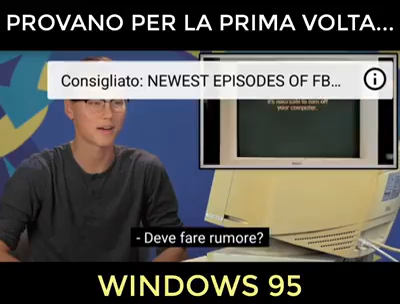 PROVANO PER LA PRIMA VOLTA...
Consigliato: NEWEST EPISODES OF FB...
It's now safe to turn off
your computer.
- Deve fare rumore?
WINDOWS 95